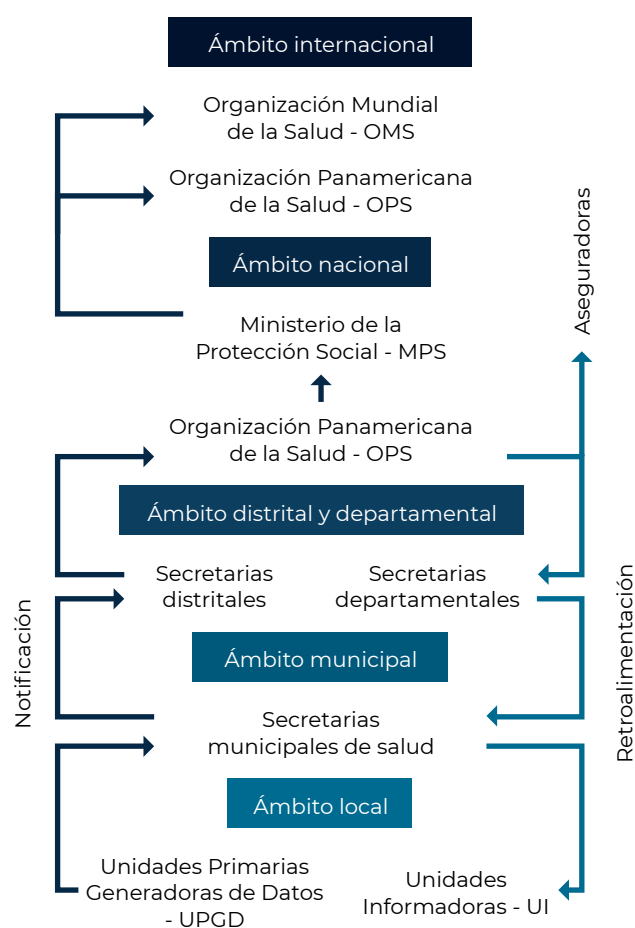 Ámbito internacional
Organización Mundial
de la Salud - OMS
Organización Panamericana
de la Salud - OPS
Aseguradoras
Ámbito nacional
Ministerio de la
Protección Social - MPS
Organización Panamericana
de la Salud - OPS
Ámbito distrital y departamental
Secretarias
distritales
Secretarias
departamentales
Notificación
Retroalimentación
Ámbito municipal
Secretarias
municipales de salud
Ámbito local
Unidades Primarias
Generadoras de Datos
- UPGD
Unidades
Informadoras - UI